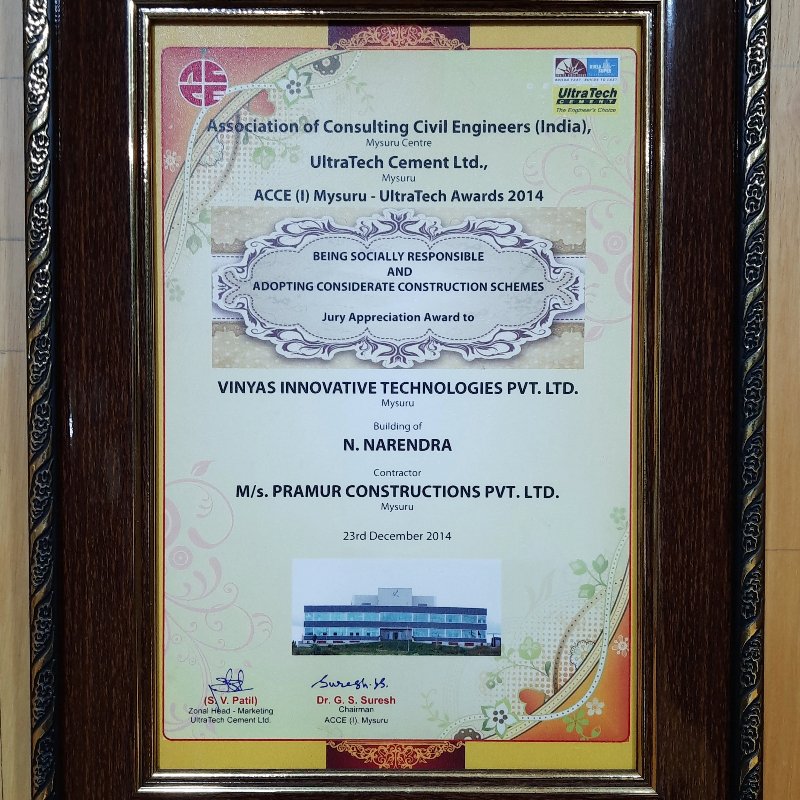 AC
CE
UltraTech
CEMENT
The Engineer's Choice
Association of Consulting Civil Engineers (India),
Mysuru Centre
UltraTech Cement Ltd.,
Mysuru
ACCE (I) Mysuru - UltraTech Awards 2014
BEING SOCIALLY RESPONSIBLE
AND
ADOPTING CONSIDERATE CONSTRUCTION SCHEMES
Jury Appreciation Award to
VINYAS INNOVATIVE TECHNOLOGIES PVT. LTD.
Mysuru
Building of
N. NARENDRA
Contractor
M/s. PRAMUR CONSTRUCTIONS PVT. LTD.
Mysuru
23rd December 2014
Suresh.
(S. V. Patil)
Zonal Head - Marketing
UltraTech Cement Ltd.
Dr. G. S. Suresh
Chairman
ACCE (I), Mysuru